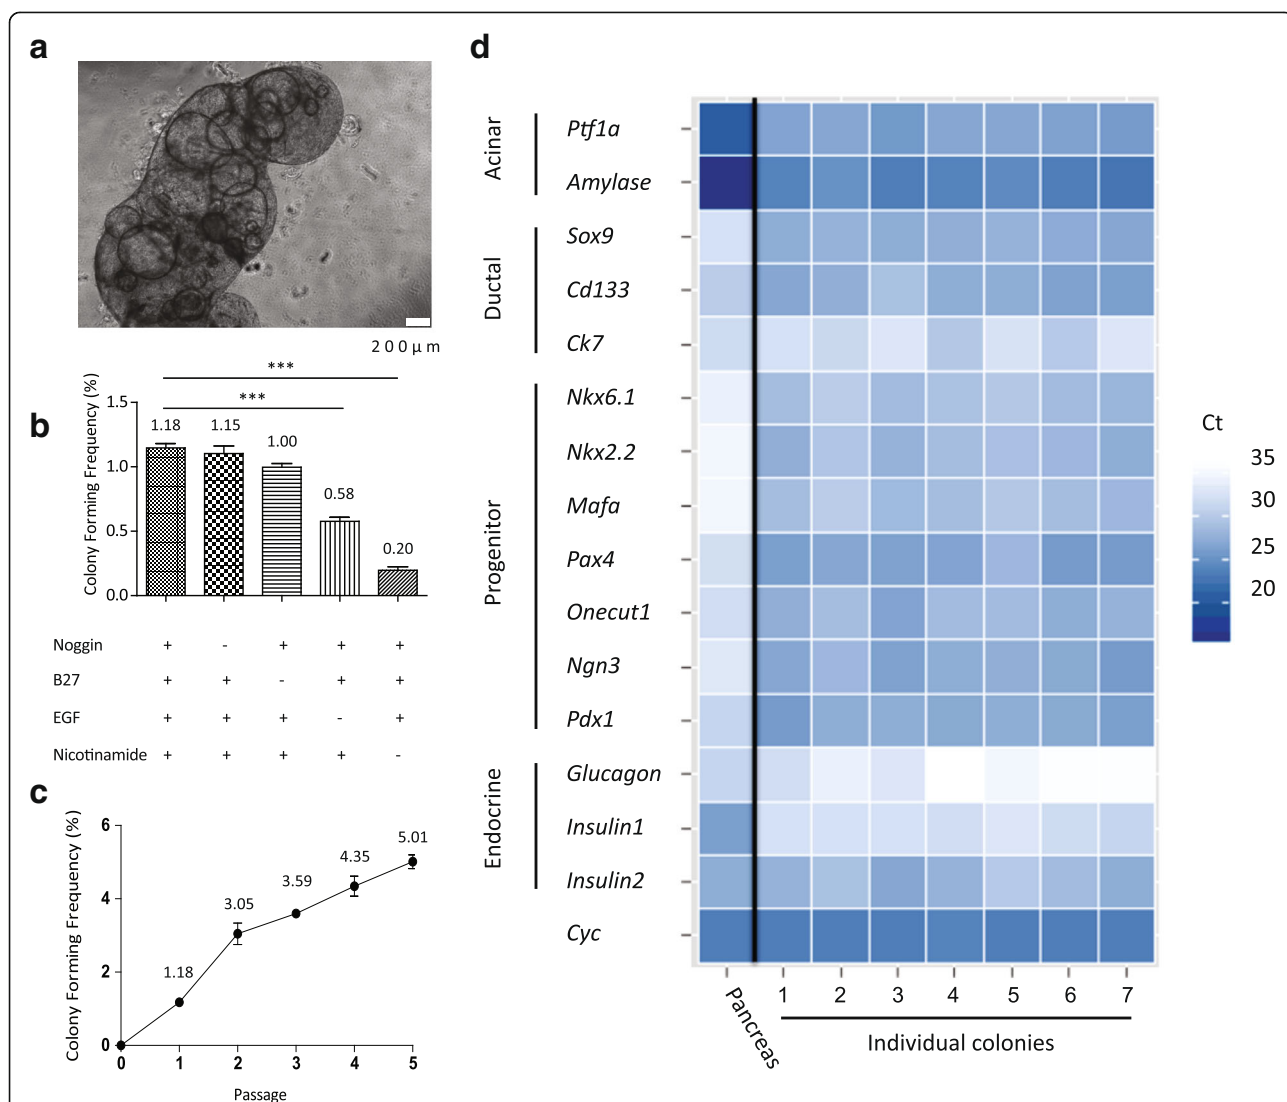 a
200µm
b
Colony Forming Frequency (%)
***
***
1.5
1.0
0.5
0.0
1.18 1.15 1.00 0.58 0.20
Noggin + - + + +
B27 + + - + +
EGF + + + - +
Nicotinamide + + + + -
c
Colony Forming Frequency (%)
6
4
2
0
1.18 3.05 3.59 4.35 5.01
0 1 2 3 4 5
Passage
d
Acinar
Ptf1a
Amylase
Ductal
Sox9
Cd133
Ck7
Progenitor
Nkx6.1
Nkx2.2
Mafa
Pax4
Onecut1
Ngn3
Pdx1
Endocrine
Glucagon
Insulin1
Insulin2
Cyc
Pancreas 1 2 3 4 5 6 7
Individual colonies
Ct
35
30
25
20